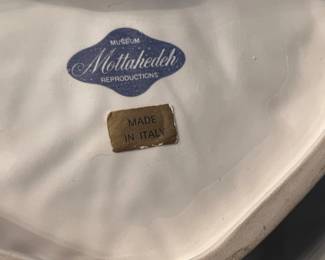 MUSEUM
Mottahedeh
REPRODUCTIONS
MADE
IN ITALY